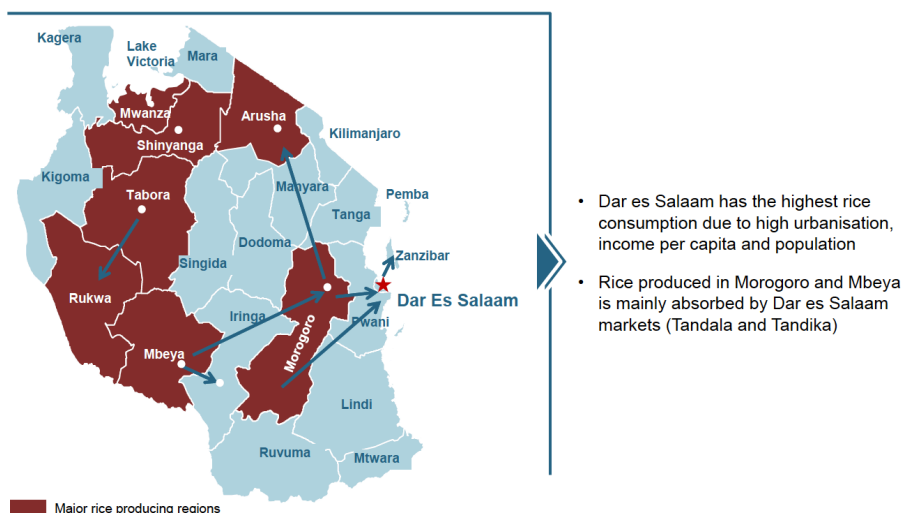 Kagera
Lake
Victoria
Mara
Mwanza
Arusha
Shinyanga
Kilimanjaro
Kigoma
Tabora
Manyara
Pemba
Tanga
Dodoma
Singida
Zanzibar
Rukwa
Dar Es Salaam
Iringa
Pwani
Morogoro
Mbeya
Lindi
Ruvuma
Mtwara
Major rice producing regions
• Dar es Salaam has the highest rice
consumption due to high urbanisation,
income per capita and population
• Rice produced in Morogoro and Mbeya
is mainly absorbed by Dar es Salaam
markets (Tandala and Tandika)